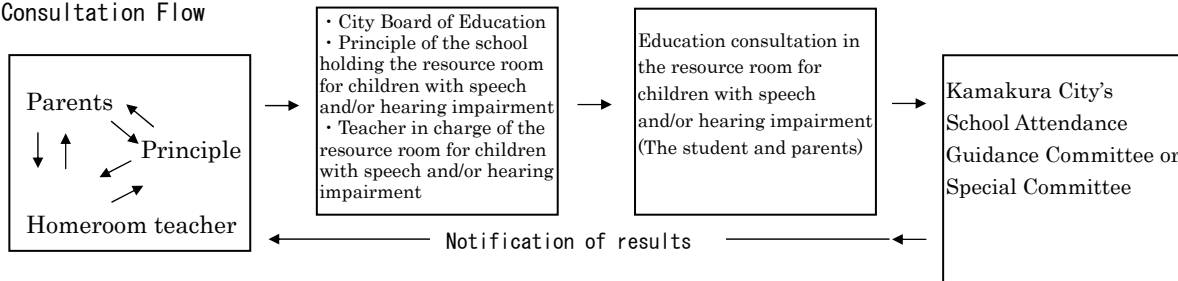 Consultation Flow
Parents
Principle
Homeroom teacher
・City Board of Education
・Principle of the school
holding the resource room
for children with speech
and/or hearing impairment
・Teacher in charge of the
resource room for children
with speech and/or hearing
impairment
Education consultation in
the resource room for
children with speech
and/or hearing impairment
(The student and parents)
Kamakura City's
School Attendance
Guidance Committee or
Special Committee
Notification of results